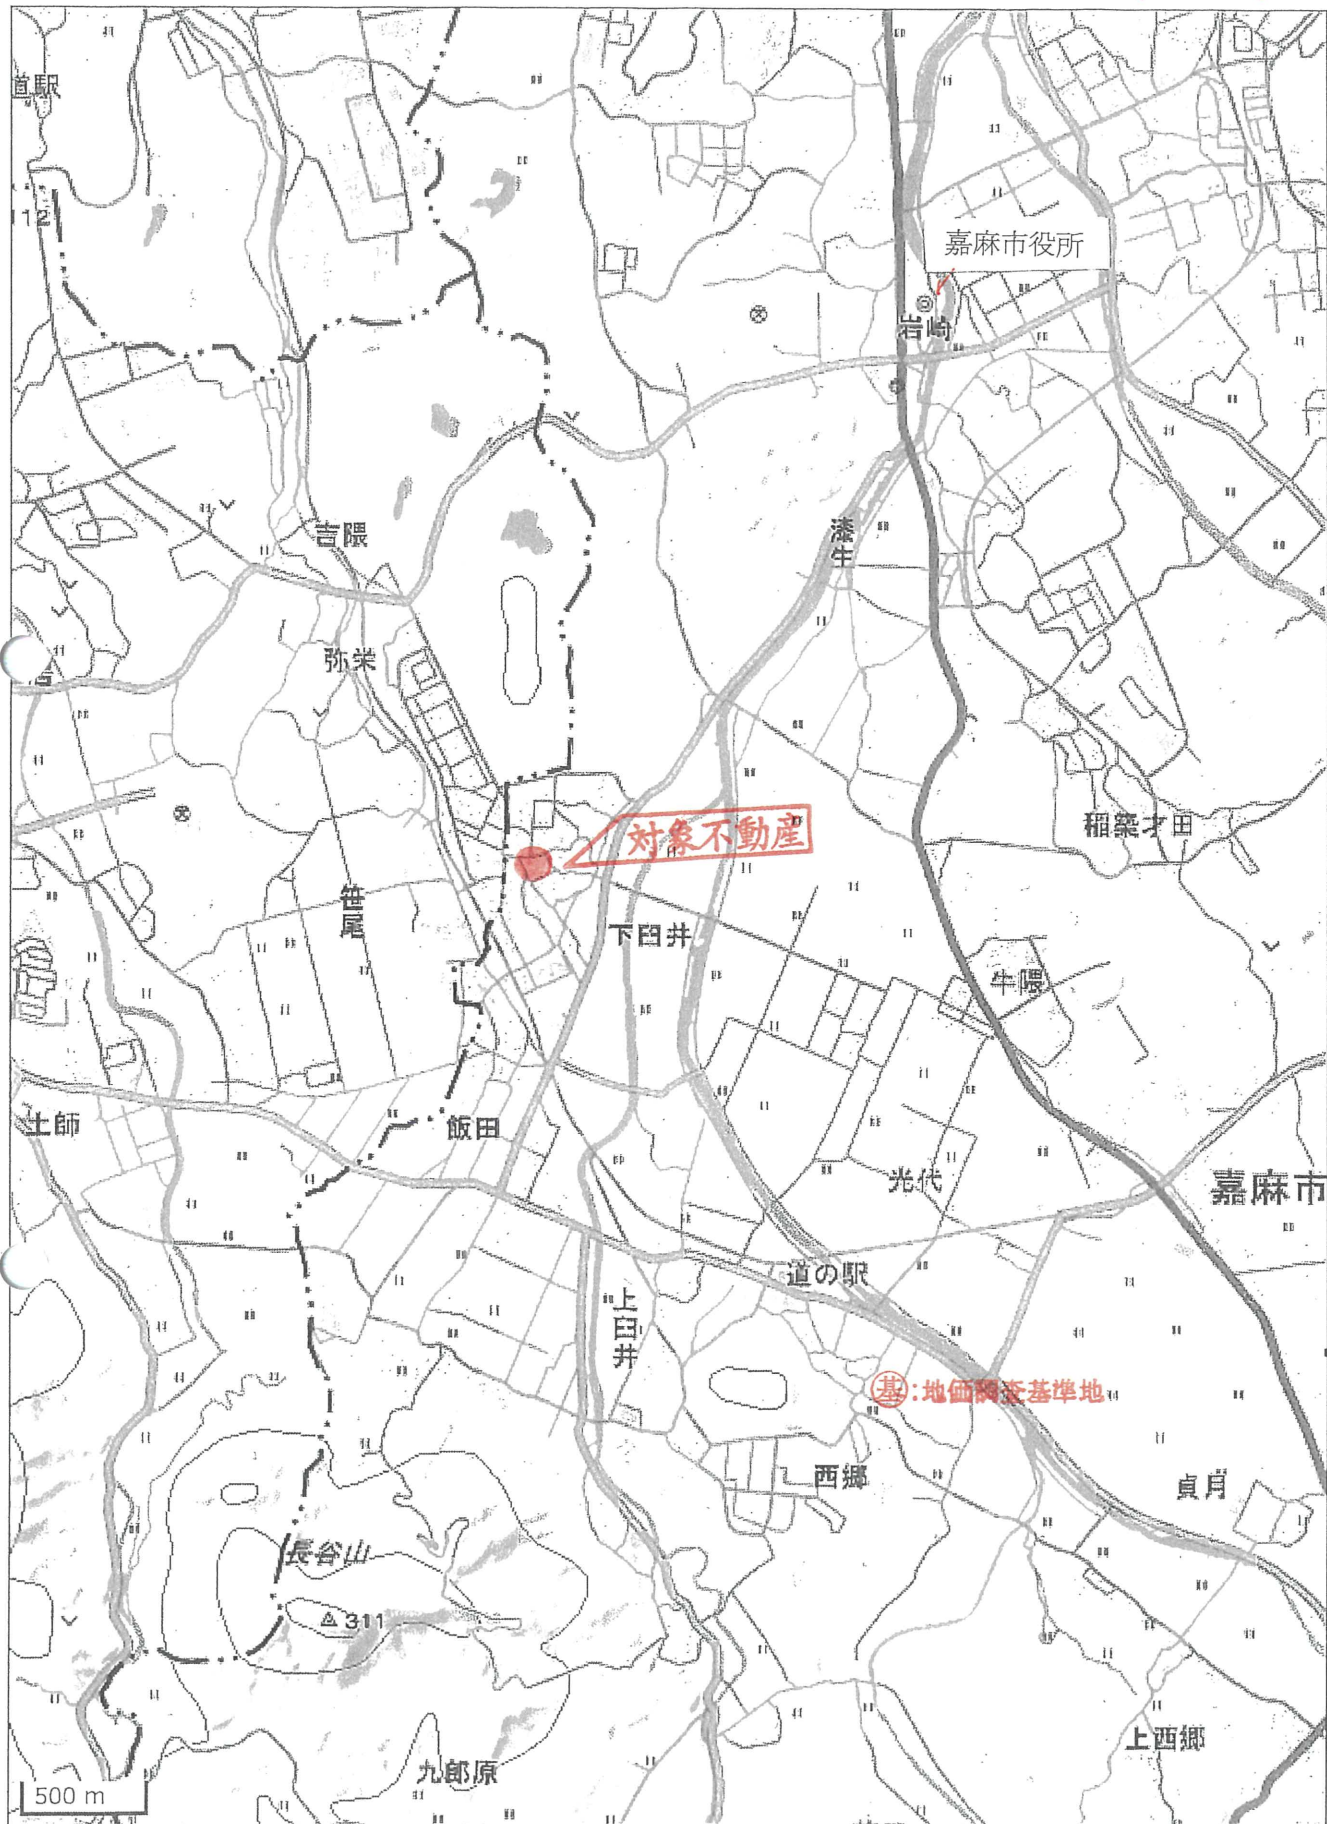 道駅
112
嘉麻市役所
岩崎
漆生
吉隈
弥栄
稲築才田
対象不動産
笹尾
下臼井
牛隈
土師
飯田
光代
嘉麻市
道の駅
上臼井
基:地価調査基準地
西郷
貞月
長谷山
311
上西郷
九郎原
500 m